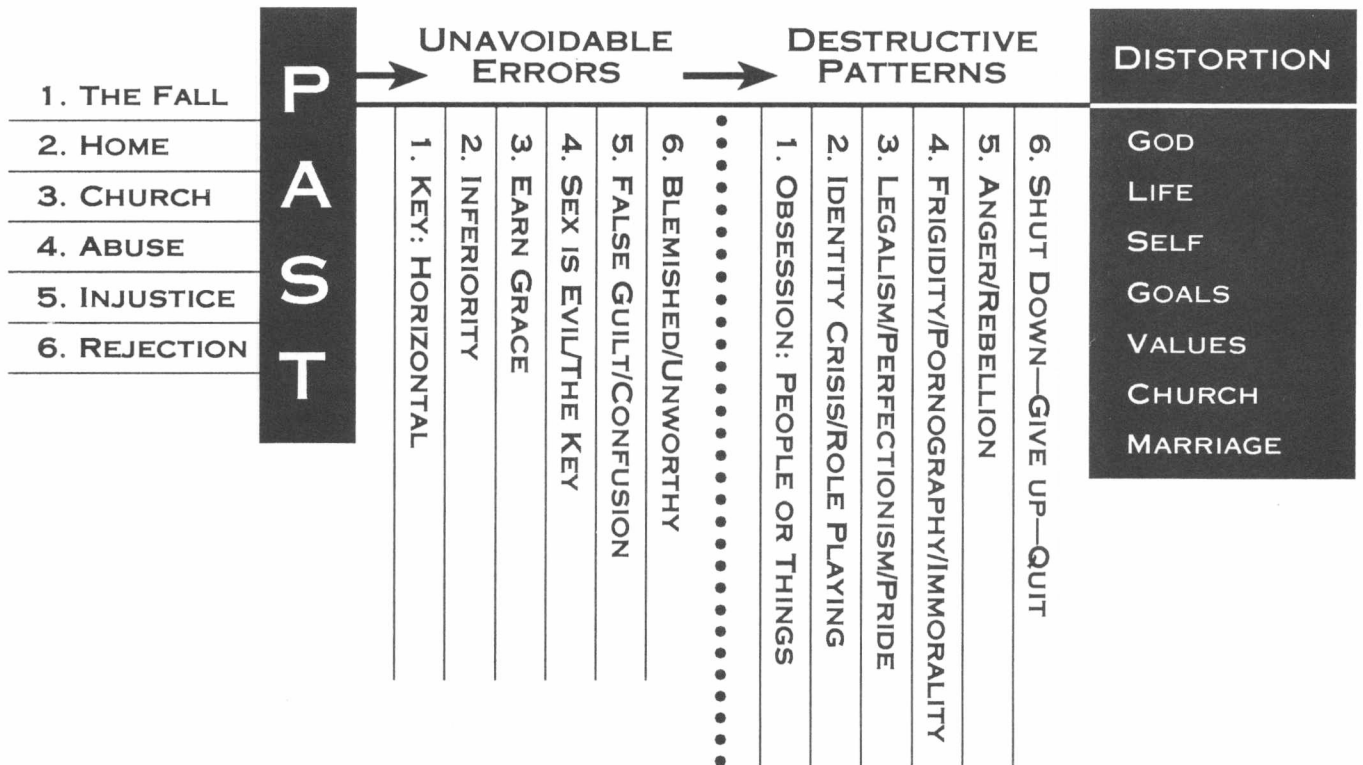 1. THE FALL
2. HOME
3. CHURCH
4. ABUSE
5. INJUSTICE
6. REJECTION
PAST
UNAVOIDABLE
ERRORS
1. KEY: HORIZONTAL
2. INFERIORITY
3. EARN GRACE
4. SEX IS EVIL/THE KEY
5. FALSE GUILT/CONFUSION
6. BLEMISHED/UNWORTHY
DESTRUCTIVE
PATTERNS
1. OBSESSION: PEOPLE OR THINGS
2. IDENTITY CRISIS/ROLE PLAYING
3. LEGALISM/PERFECTIONISM/PRIDE
4. FRIGIDITY/PORNOGRAPHY/IMMORALITY
5. ANGER/REBELLION
6. SHUT DOWN—GIVE UP—QUIT
DISTORTION
GOD
LIFE
SELF
GOALS
VALUES
CHURCH
MARRIAGE